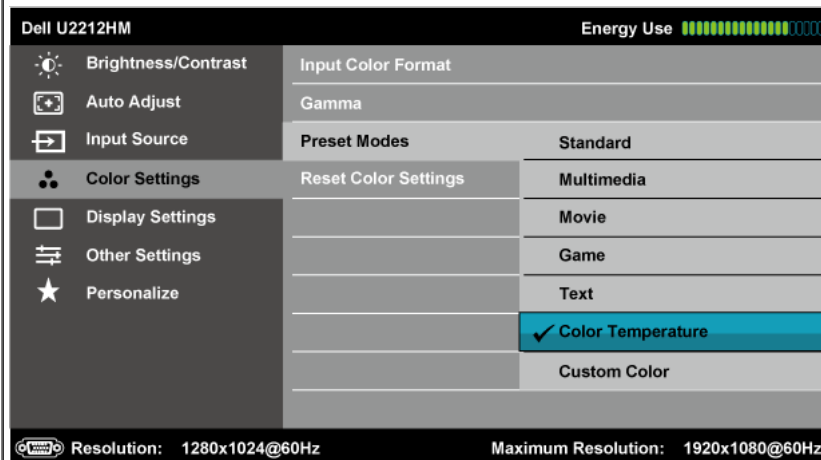 Dell U2212HM Energy Use
Brightness/Contrast Input Color Format
Auto Adjust Gamma
Input Source Preset Modes Standard
Color Settings Reset Color Settings Multimedia
Display Settings Movie
Other Settings Game
Personalize Text
Color Temperature
Custom Color
Resolution: 1280x1024@60Hz Maximum Resolution: 1920x1080@60Hz